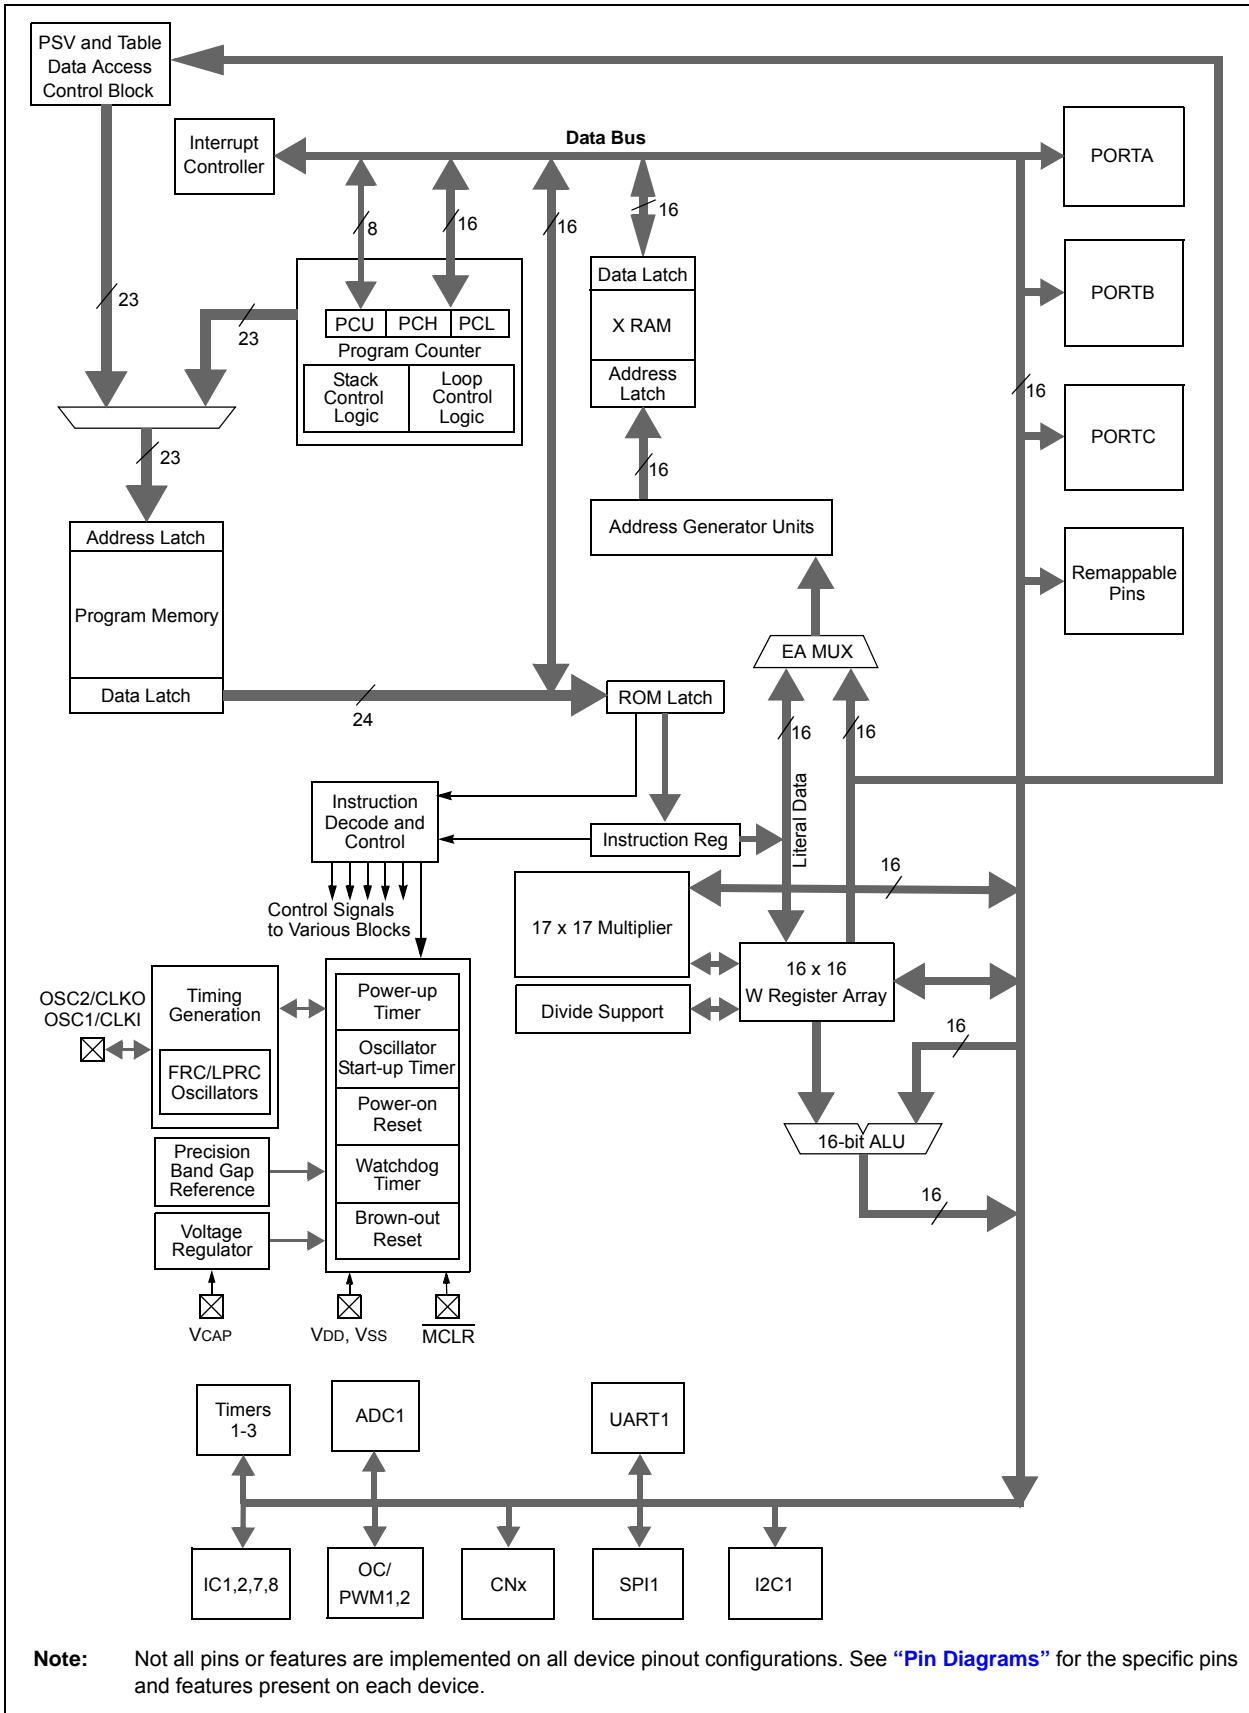 PSV and Table
Data Access
Control Block
Interrupt
Controller
Data Bus
PORTA
8
16
16
16
Data Latch
X RAM
Address
Latch
PORTB
23
23
PCU
PCH
PCL
Program Counter
Stack
Control
Logic
Loop
Control
Logic
16
PORTC
23
16
Address Latch
Program Memory
Data Latch
Address Generator Units
Remappable
Pins
EA MUX
24
ROM Latch
16
16
Literal Data
Instruction
Decode and
Control
Instruction Reg
Control Signals
to Various Blocks
16
17 x 17 Multiplier
16 x 16
W Register Array
Divide Support
OSC2/CLKO
OSC1/CLKI
Timing
Generation
FRC/LPRC
Oscillators
Power-up
Timer
Oscillator
Start-up Timer
Power-on
Reset
Watchdog
Timer
Brown-out
Reset
16
16-bit ALU
16
Precision
Band Gap
Reference
Voltage
Regulator
VCAP
VDD, VSS
MCLR
Timers
1-3
ADC1
UART1
IC1,2,7,8
OC/
PWM1,2
CNx
SPI1
I2C1
Note: Not all pins or features are implemented on all device pinout configurations. See “Pin Diagrams” for the specific pins
and features present on each device.